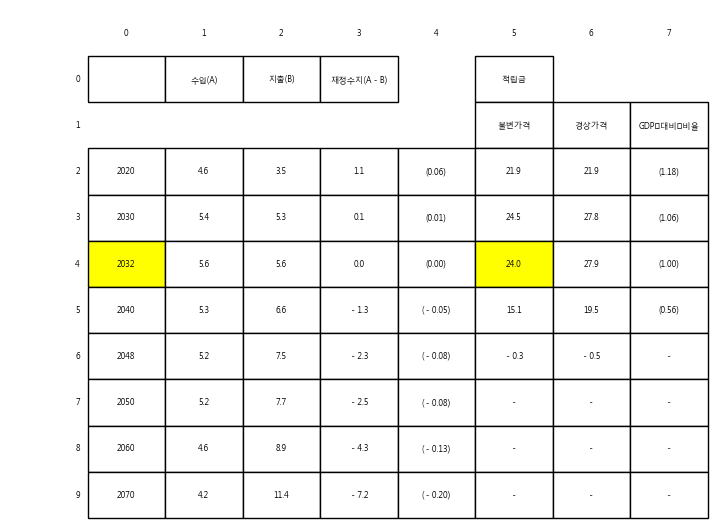 0 1 2 3 4 5 6 7
0 수입(A) 지출(B) 재정수지(A - B) 적립금
1 불변가격 경상가격 GDP□대비□비율
2 2020 4.6 3.5 1.1 (0.06) 21.9 21.9 (1.18)
3 2030 5.4 5.3 0.1 (0.01) 24.5 27.8 (1.06)
4 2032 5.6 5.6 0.0 (0.00) 24.0 27.9 (1.00)
5 2040 5.3 6.6 - 1.3 ( - 0.05) 15.1 19.5 (0.56)
6 2048 5.2 7.5 - 2.3 ( - 0.08) - 0.3 - 0.5 -
7 2050 5.2 7.7 - 2.5 ( - 0.08) - - -
8 2060 4.6 8.9 - 4.3 ( - 0.13) - - -
9 2070 4.2 11.4 - 7.2 ( - 0.20) - - -